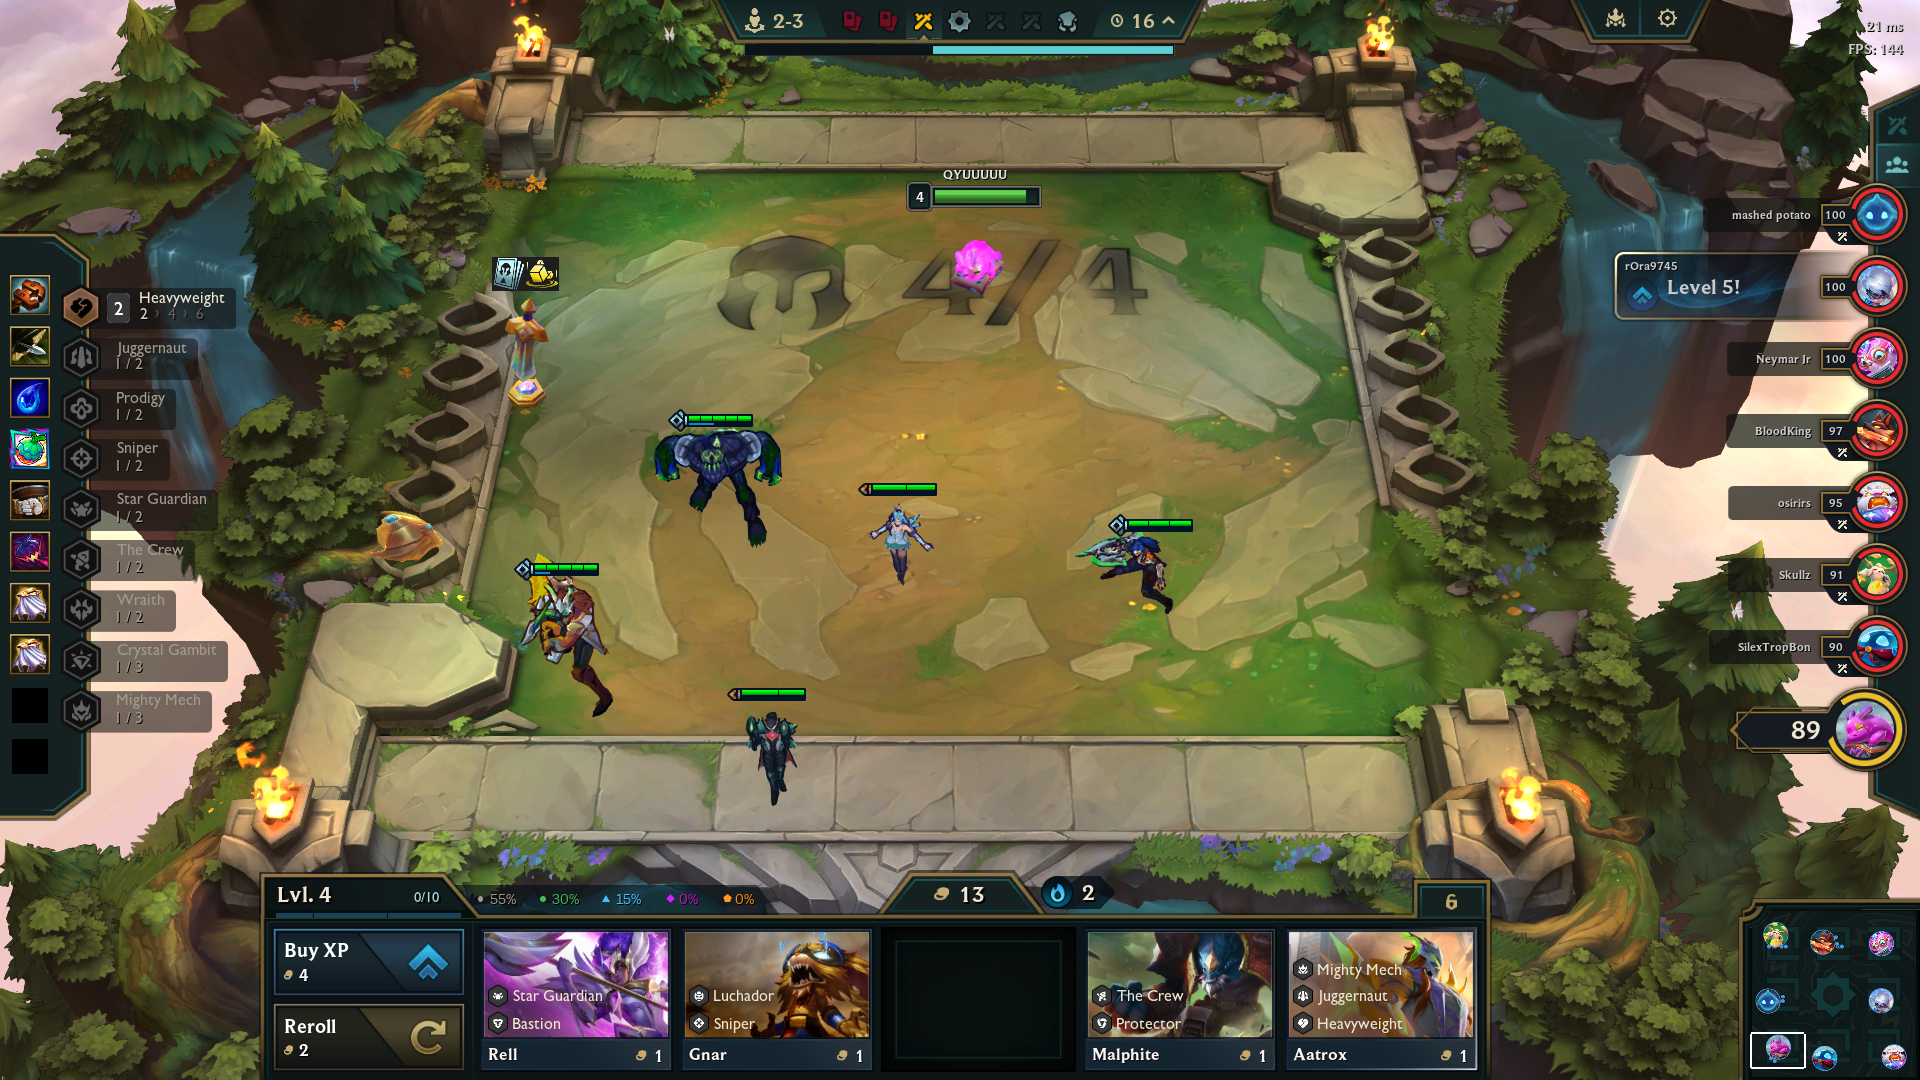 2-3
16
21 ms
FPS: 144
QYUUUUU
4
4/4
mashed potato 100
rOra9745
Level 5!
100
Neymar Jr 100
BloodKing 97
osirirs 95
Skullz 91
SilexTropBon 90
89
2
Heavyweight
2 › 4 › 6
Juggernaut
1 / 2
Prodigy
1 / 2
Sniper
1 / 2
Star Guardian
1 / 2
The Crew
1 / 2
Wraith
1 / 2
Crystal Gambit
1 / 3
Mighty Mech
1 / 3
Lvl. 4
0/10
55% 30% 15% 0% 0%
13
2
6
Buy XP
4
Reroll
2
Star Guardian
Bastion
Rell 1
Luchador
Sniper
Gnar 1
The Crew
Protector
Malphite 1
Mighty Mech
Juggernaut
Heavyweight
Aatrox 1